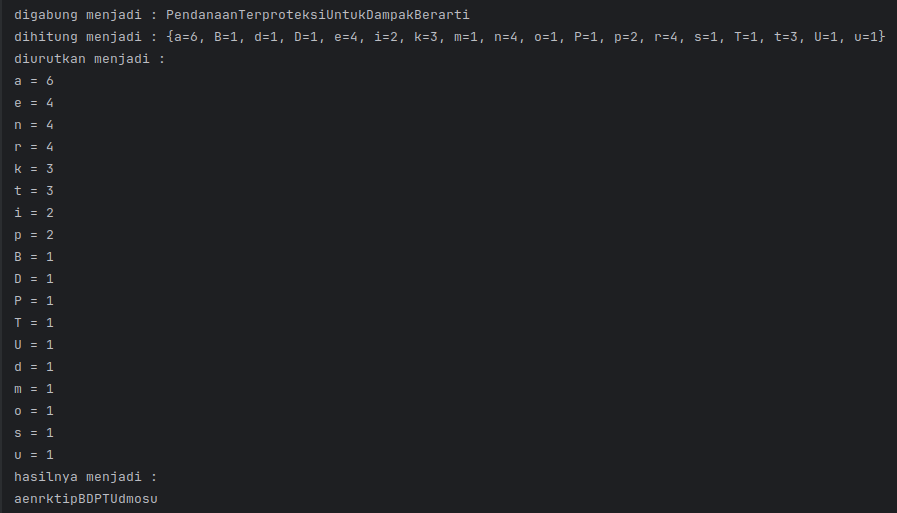 digabung menjadi : PendanaanTerproteksiUntukDampakBerarti
dihitung menjadi : {a=6, B=1, d=1, D=1, e=4, i=2, k=3, m=1, n=4, o=1, P=1, p=2, r=4, s=1, T=1, t=3, U=1, u=1}
diurutkan menjadi :
a = 6
e = 4
n = 4
r = 4
k = 3
t = 3
i = 2
p = 2
B = 1
D = 1
P = 1
T = 1
U = 1
d = 1
m = 1
o = 1
s = 1
u = 1
hasilnya menjadi :
aenrktipBDPTUdmosu